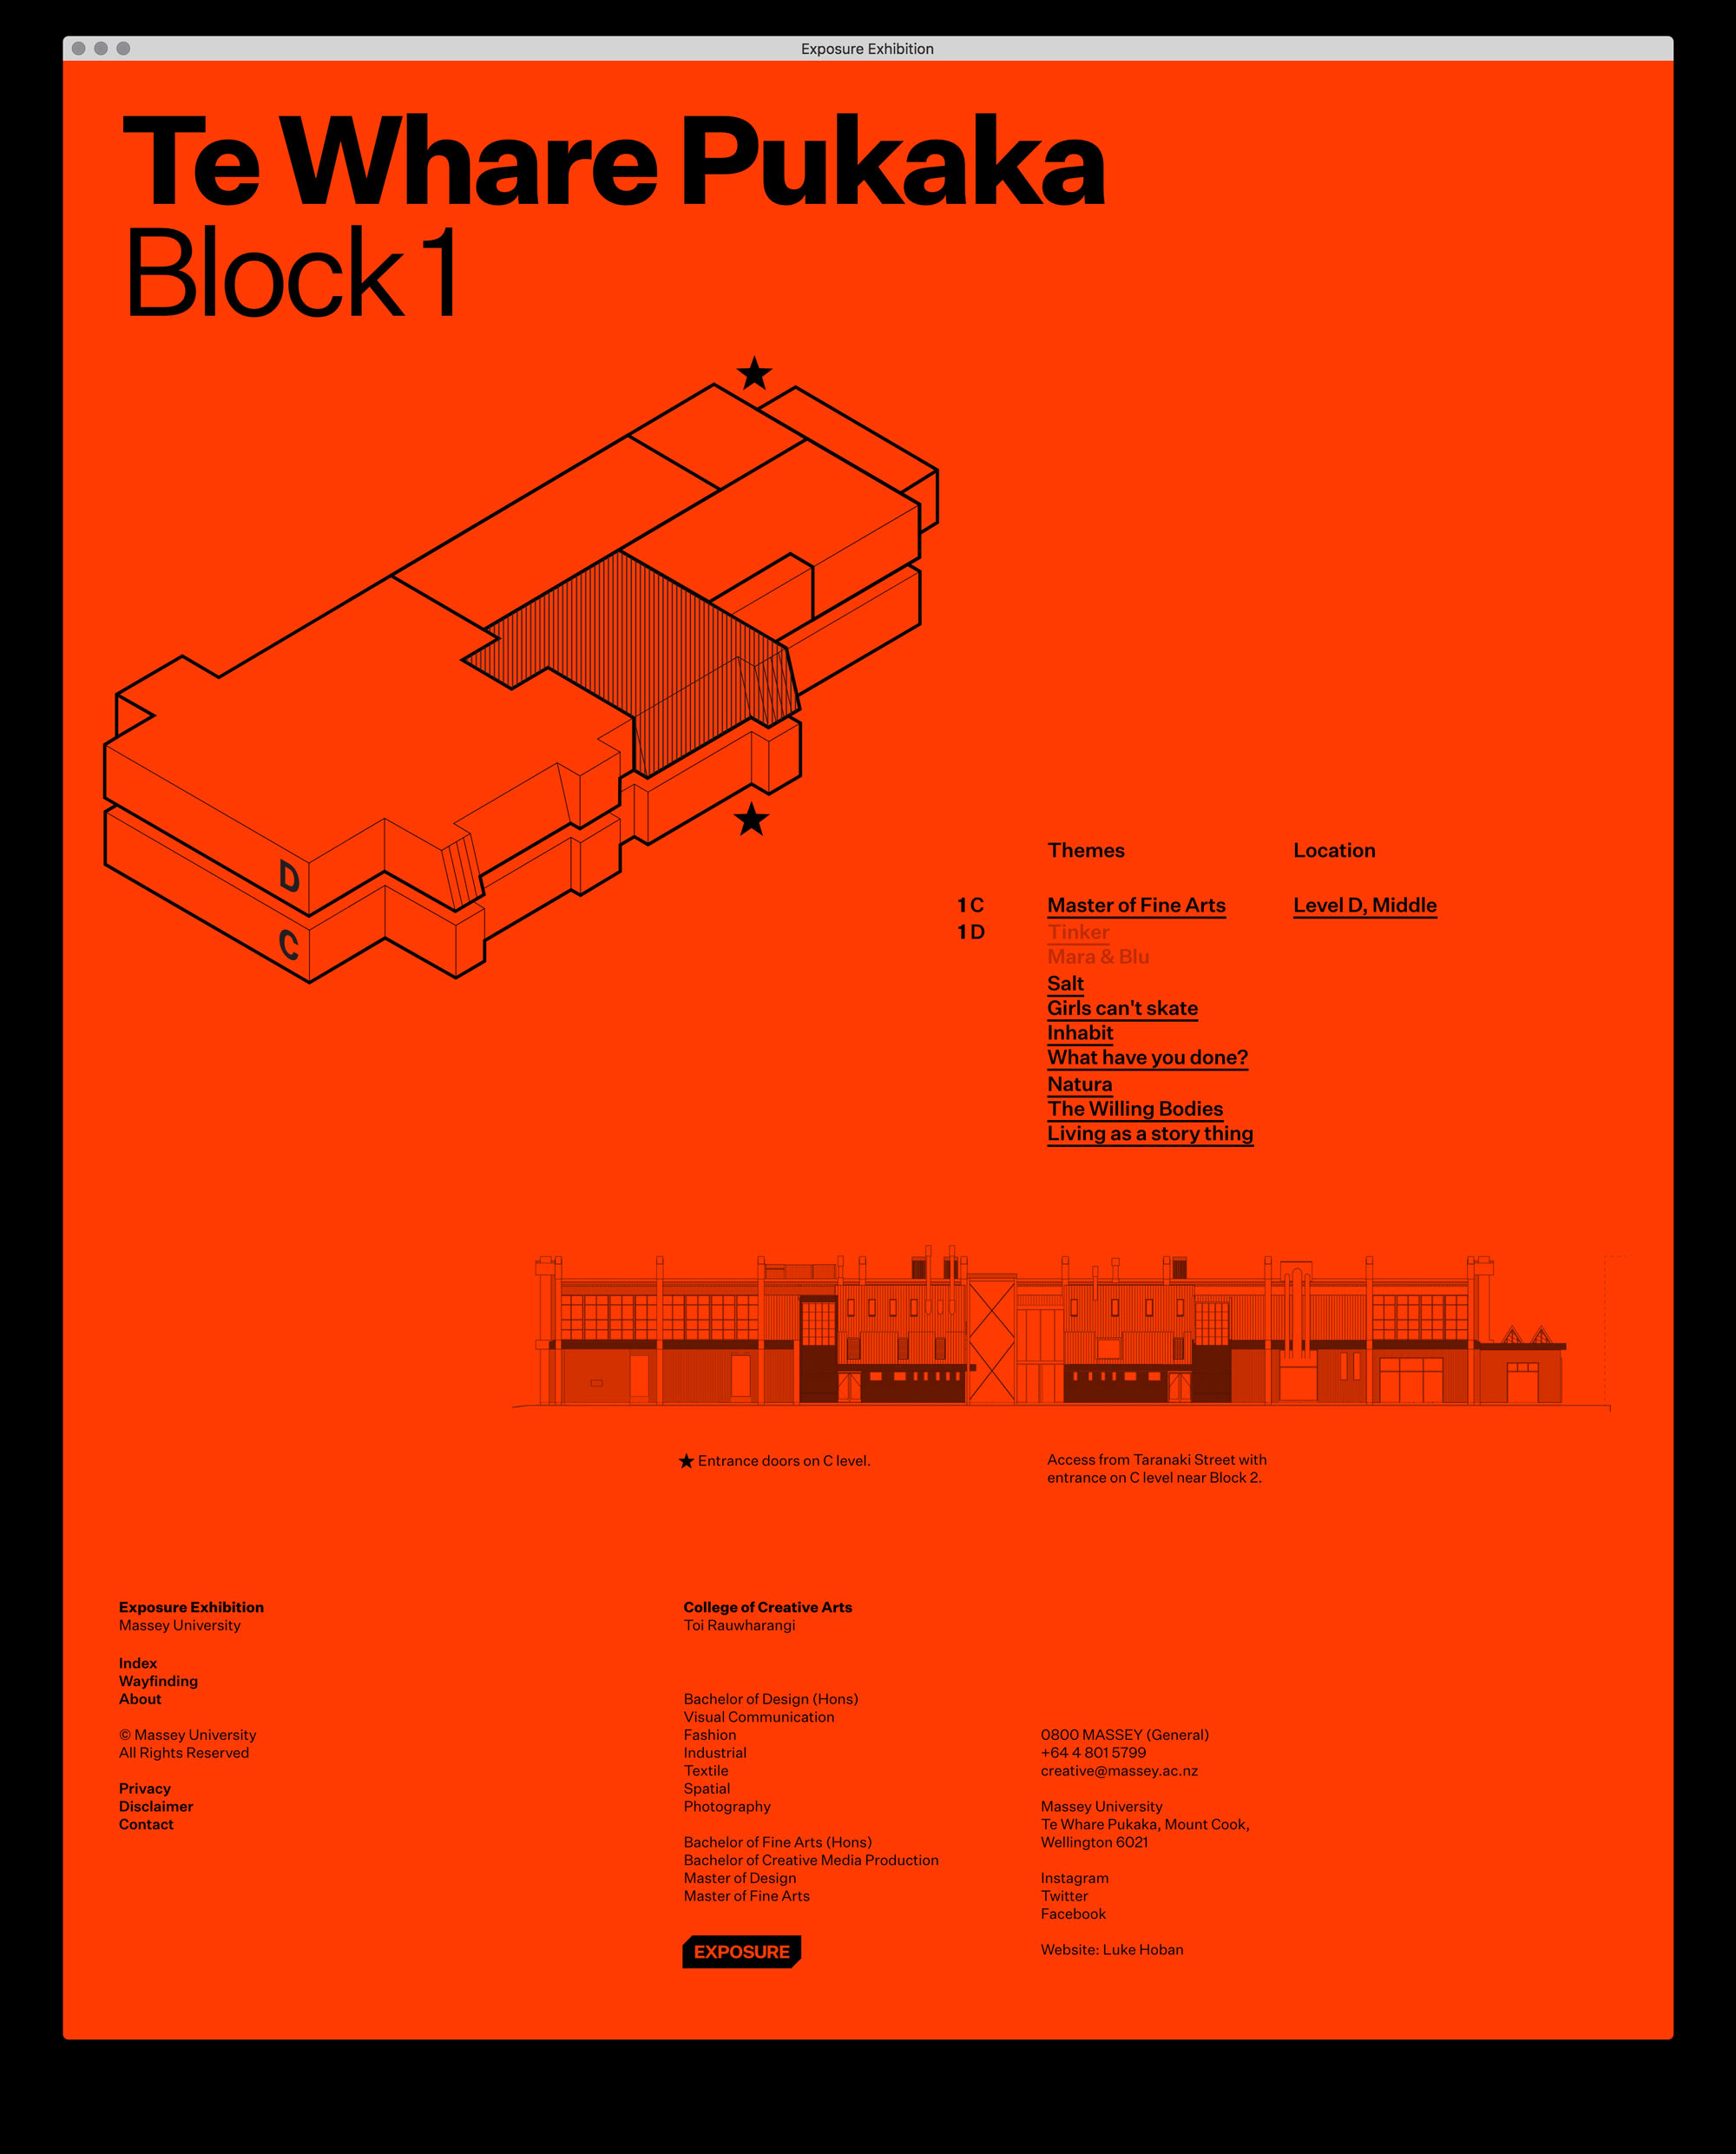 Exposure Exhibition
Te Whare Pukaka
Block 1
D
C
Themes
Location
1 C
Master of Fine Arts
Level D, Middle
1 D
Tinker
Mara & Blu
Salt
Girls can't skate
Inhabit
What have you done?
Natura
The Willing Bodies
Living as a story thing
★ Entrance doors on C level.
Access from Taranaki Street with
entrance on C level near Block 2.
Exposure Exhibition
Massey University
Index
Wayfinding
About
© Massey University
All Rights Reserved
Privacy
Disclaimer
Contact
College of Creative Arts
Toi Rauwharangi
Bachelor of Design (Hons)
Visual Communication
Fashion
Industrial
Textile
Spatial
Photography
Bachelor of Fine Arts (Hons)
Bachelor of Creative Media Production
Master of Design
Master of Fine Arts
EXPOSURE
0800 MASSEY (General)
+64 4 801 5799
creative@massey.ac.nz
Massey University
Te Whare Pukaka, Mount Cook,
Wellington 6021
Instagram
Twitter
Facebook
Website: Luke Hoban